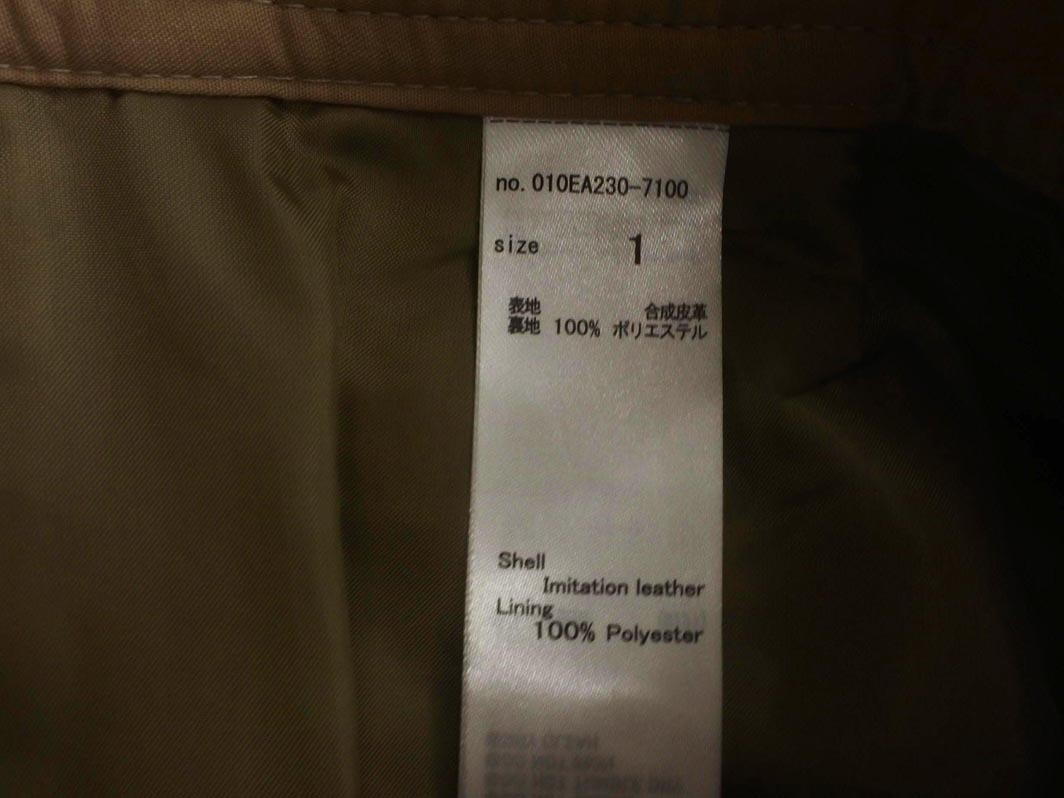 no. 010EA230-7100
size 1
表地 合成皮革
裏地 100% ポリエステル
Shell
Imitation leather
Lining
100% Polyester